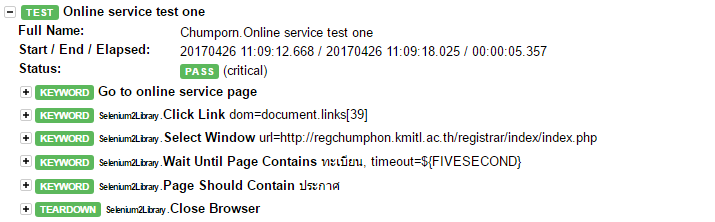 TEST Online service test one
Full Name: Chumporn.Online service test one
Start / End / Elapsed: 20170426 11:09:12.668 / 20170426 11:09:18.025 / 00:00:05.357
Status: PASS (critical)
KEYWORD Selenium2Library.Go to online service page
KEYWORD Selenium2Library.Click Link dom=document.links[39]
KEYWORD Selenium2Library.Select Window url=http://regchumphon.kmitl.ac.th/registrar/index/index.php
KEYWORD Selenium2Library.Wait Until Page Contains ทะเบียน, timeout=${FIVESECOND}
KEYWORD Selenium2Library.Page Should Contain ประกาศ
TEARDOWN Selenium2Library.Close Browser